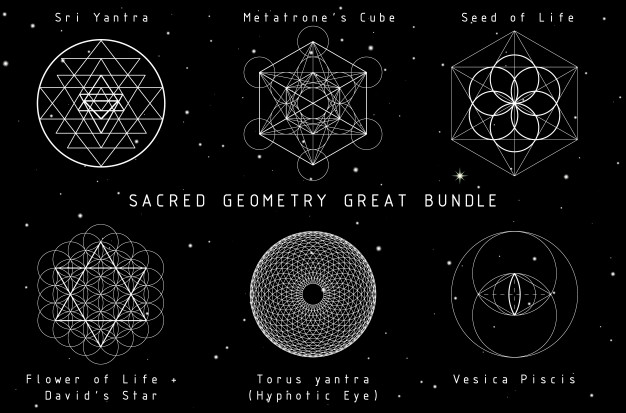 Sri Yantra
Metatrone's Cube
Seed of Life
SACRED GEOMETRY GREAT BUNDLE
Flower of Life +
David's Star
Torus yantra
(Hyphotic Eye)
Vesica Piscis